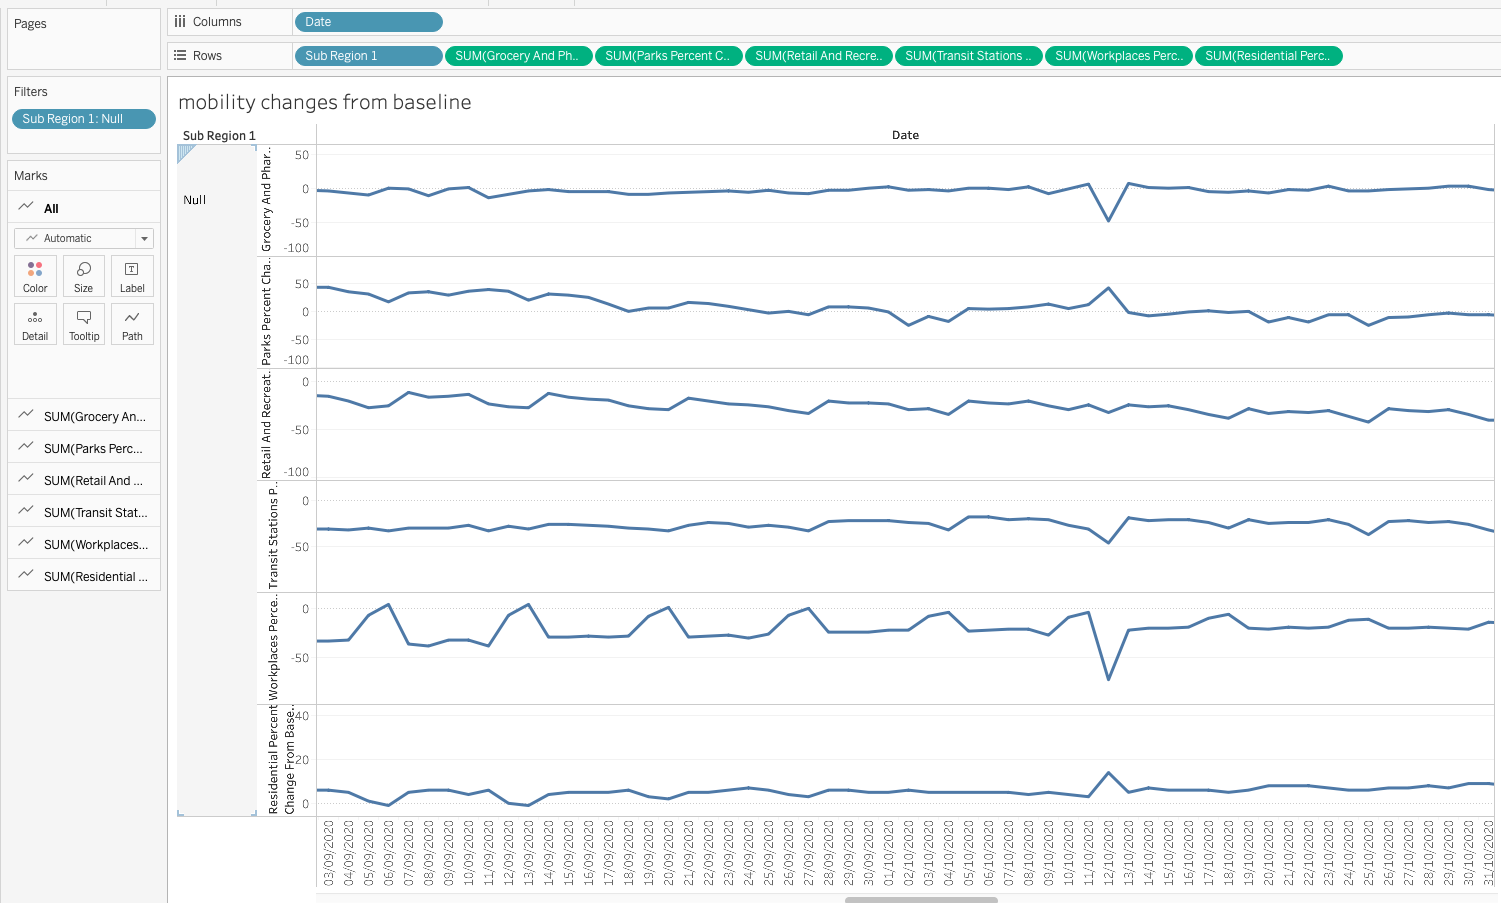 Pages
Columns
Date
Rows
Sub Region 1
SUM(Grocery And Ph..
SUM(Parks Percent C..
SUM(Retail And Recre..
SUM(Transit Stations ..
SUM(Workplaces Perc..
SUM(Residential Perc..
Filters
Sub Region 1: Null
Marks
All
Automatic
Color
Size
Label
Detail
Tooltip
Path
SUM(Grocery An...
SUM(Parks Perc...
SUM(Retail And ...
SUM(Transit Stat...
SUM(Workplaces...
SUM(Residential ...
mobility changes from baseline
Sub Region 1
Date
Null
Grocery And Phar..
50
0
-50
-100
Parks Percent Cha..
50
0
-50
-100
Retail And Recreat..
0
-50
-100
Transit Stations P..
0
-50
Workplaces Perce..
0
-50
Residential Percent
Change From Base..
40
20
0
03/09/2020
04/09/2020
05/09/2020
06/09/2020
07/09/2020
08/09/2020
09/09/2020
10/09/2020
11/09/2020
12/09/2020
13/09/2020
14/09/2020
15/09/2020
16/09/2020
17/09/2020
18/09/2020
19/09/2020
20/09/2020
21/09/2020
22/09/2020
23/09/2020
24/09/2020
25/09/2020
26/09/2020
27/09/2020
28/09/2020
29/09/2020
30/09/2020
01/10/2020
02/10/2020
03/10/2020
04/10/2020
05/10/2020
06/10/2020
07/10/2020
08/10/2020
09/10/2020
10/10/2020
11/10/2020
12/10/2020
13/10/2020
14/10/2020
15/10/2020
16/10/2020
17/10/2020
18/10/2020
19/10/2020
20/10/2020
21/10/2020
22/10/2020
23/10/2020
24/10/2020
25/10/2020
26/10/2020
27/10/2020
28/10/2020
29/10/2020
30/10/2020
31/10/2020